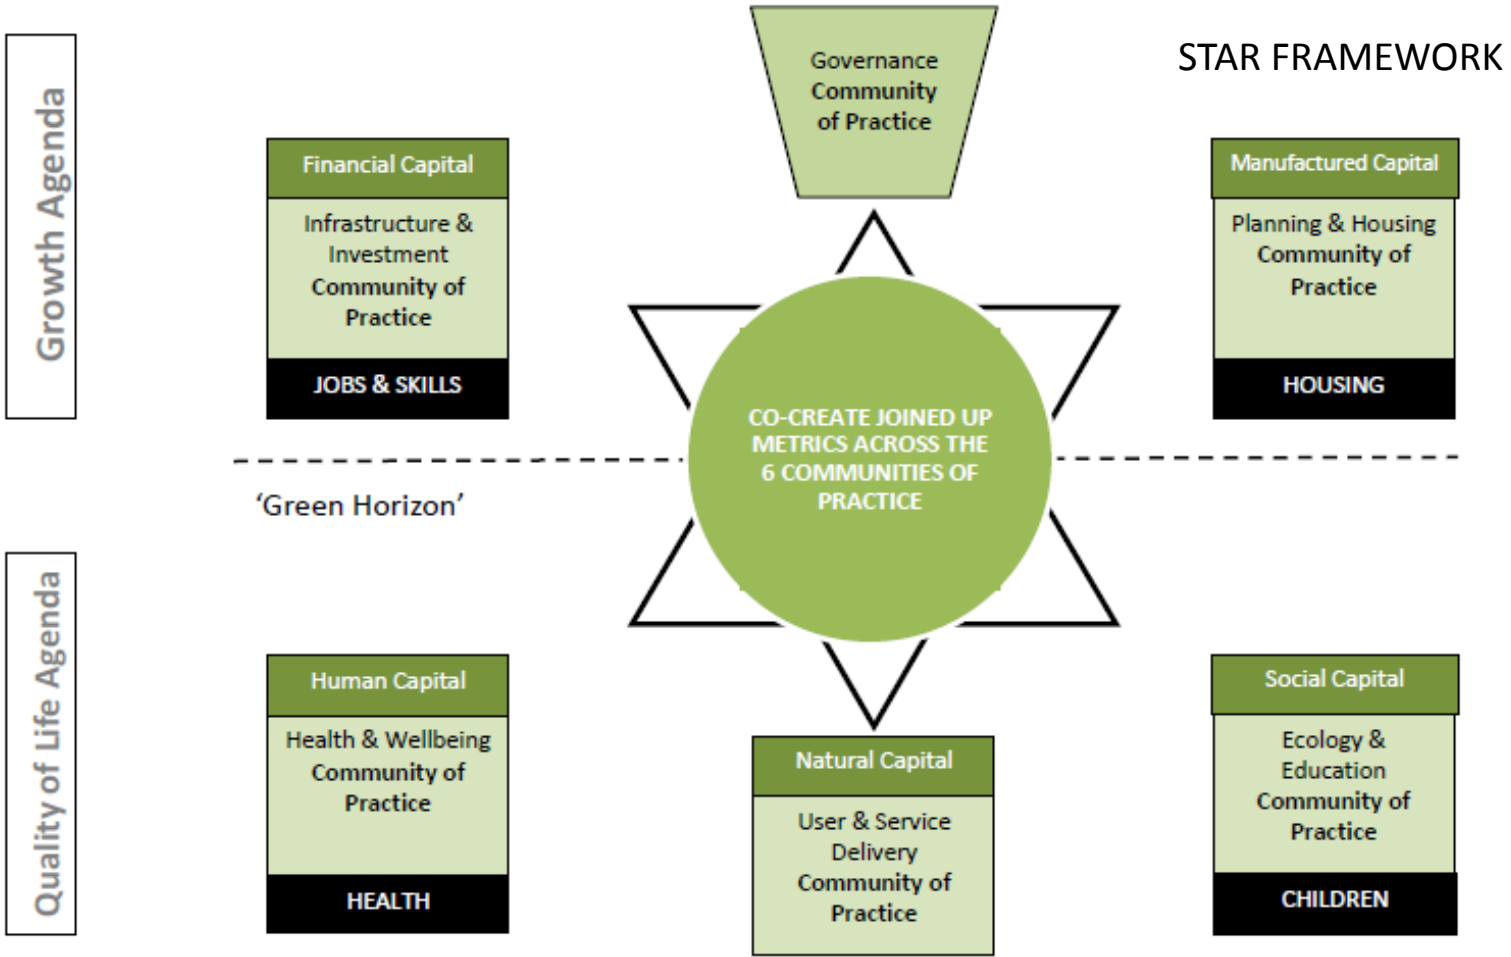 STAR FRAMEWORK
Growth Agenda
Governance
Community
of Practice
Financial Capital
Infrastructure &
Investment
Community of
Practice
JOBS & SKILLS
Manufactured Capital
Planning & Housing
Community of
Practice
HOUSING
CO-CREATE JOINED UP
METRICS ACROSS THE
6 COMMUNITIES OF
PRACTICE
‘Green Horizon’
Quality of Life Agenda
Human Capital
Health & Wellbeing
Community of
Practice
HEALTH
Natural Capital
User & Service
Delivery
Community of
Practice
Social Capital
Ecology &
Education
Community of
Practice
CHILDREN